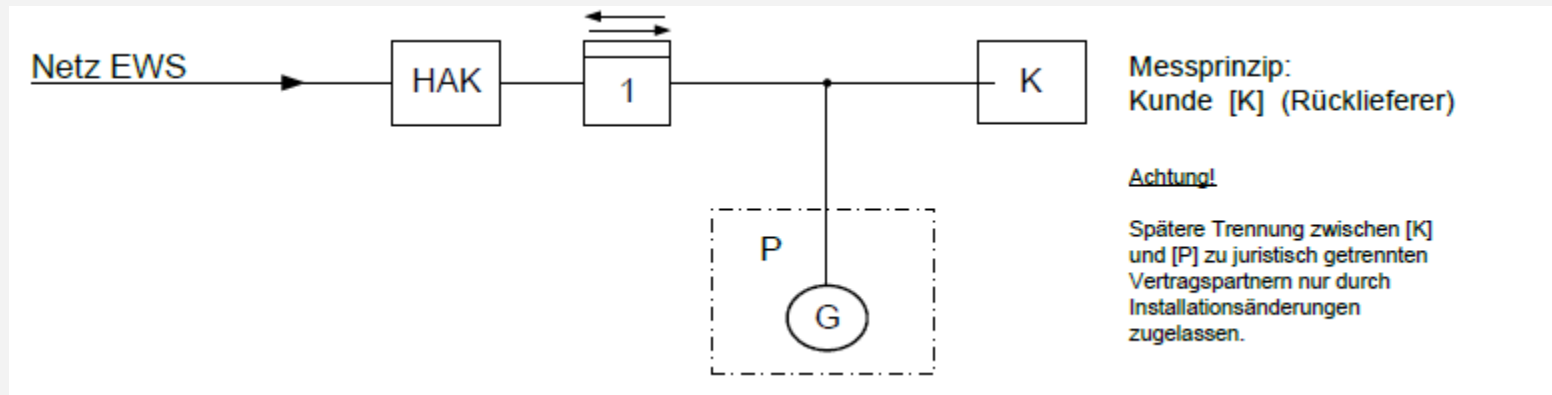 Netz EWS
HAK
1
K
P
G
Messprinzip:
Kunde [K] (Rücklieferer)
Achtung!
Spätere Trennung zwischen [K]
und [P] zu juristisch getrennten
Vertragspartnern nur durch
Installationsänderungen
zugelassen.